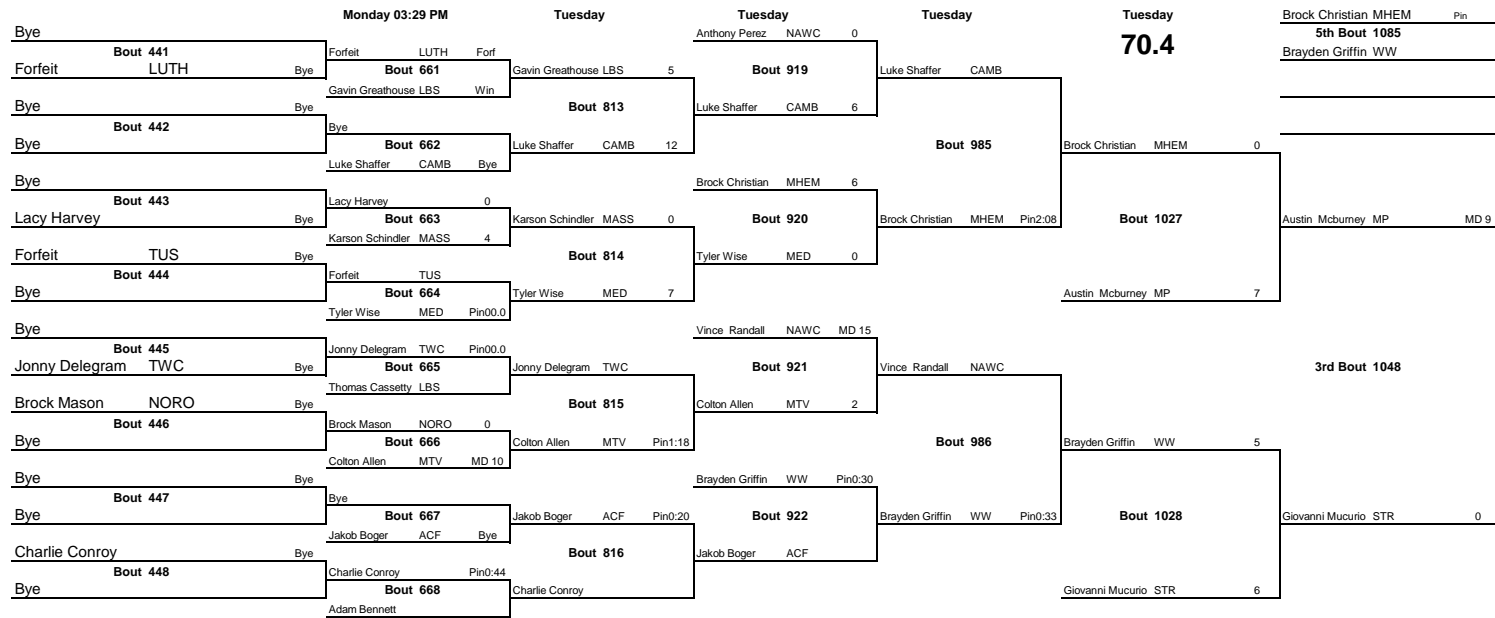 Monday 03:29 PM Tuesday Tuesday Tuesday Tuesday Brock Christian MHEM Pin
Bye Anthony Perez NAWC 0 5th Bout 1085
Bout 441 Forfeit LUTH Forf 70.4 Brayden Griffin WW
Forfeit LUTH Bye Bout 661 Gavin Greathouse LBS 5 Bout 919 Luke Shaffer CAMB
Gavin Greathouse LBS Win
Bye Bye Bout 813 Luke Shaffer CAMB 6
Bout 442 Bye
Bye Bout 662 Luke Shaffer CAMB 12 Bout 985 Brock Christian MHEM 0
Luke Shaffer CAMB Bye
Bye Brock Christian MHEM 6
Bout 443 Lacy Harvey 0
Lacy Harvey Bye Bout 663 Karson Schindler MASS 0 Bout 920 Brock Christian MHEM Pin2:08 Bout 1027 Austin Mcburney MP MD 9
Karson Schindler MASS 4
Forfeit TUS Bye Bout 814 Tyler Wise MED 0
Bout 444 Forfeit TUS
Bye Bout 664 Tyler Wise MED 7 Austin Mcburney MP 7
Tyler Wise MED Pin00.0
Bye Vince Randall NAWC MD 15
Bout 445 Jonny Delegram TWC Pin00.0
Jonny Delegram TWC Bye Bout 665 Jonny Delegram TWC Bout 921 Vince Randall NAWC 3rd Bout 1048
Thomas Cassetty LBS
Brock Mason NORO Bye Bout 815 Colton Allen MTV 2
Bout 446 Brock Mason NORO 0
Bye Bout 666 Colton Allen MTV Pin1:18 Bout 986 Brayden Griffin WW 5
Colton Allen MTV MD 10
Bye Bye Brayden Griffin WW Pin0:30
Bout 447 Bye
Bye Bout 667 Jakob Boger ACF Pin0:20 Bout 922 Brayden Griffin WW Pin0:33 Bout 1028 Giovanni Mucurio STR 0
Jakob Boger ACF Bye
Charlie Conroy Bye Bout 816 Jakob Boger ACF
Bout 448 Charlie Conroy Pin0:44
Bye Bout 668 Charlie Conroy Giovanni Mucurio STR 6
Adam Bennett